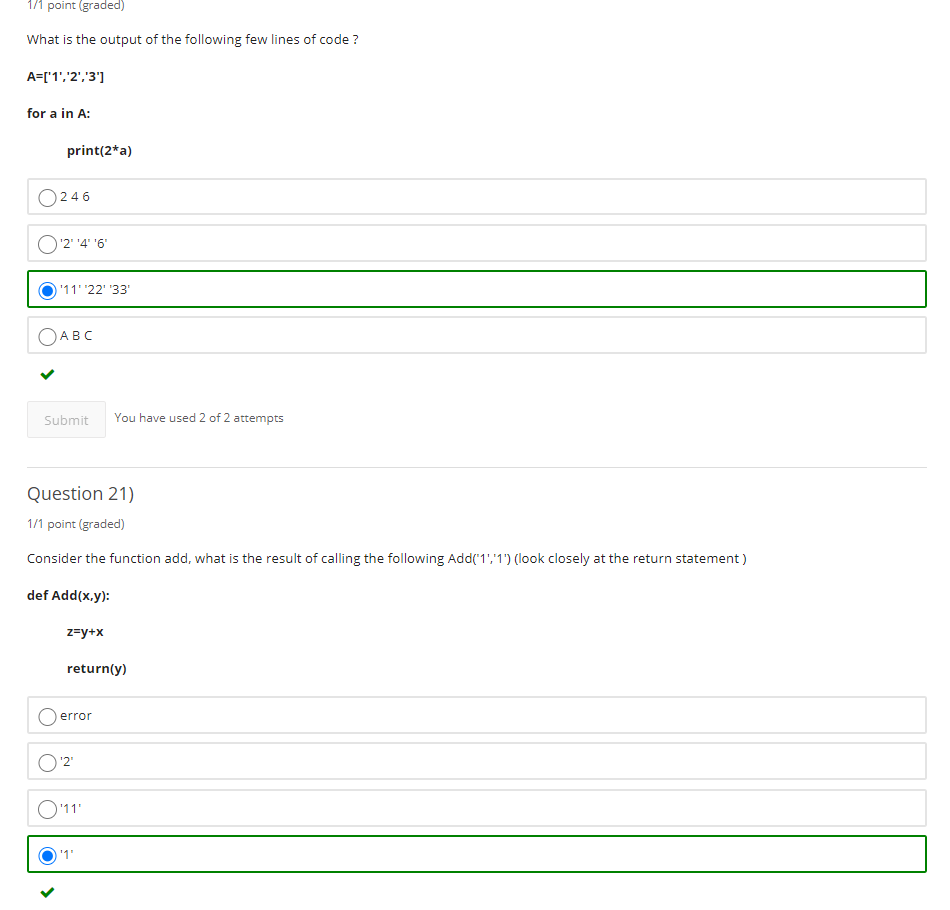 1/1 point (graded)
What is the output of the following few lines of code ?
A=['1','2','3']
for a in A:
print(2*a)
2 4 6
'2' '4' '6'
'11' '22' '33'
A B C
Submit
You have used 2 of 2 attempts
Question 21)
1/1 point (graded)
Consider the function add, what is the result of calling the following Add('1','1') (look closely at the return statement )
def Add(x,y):
z=y+x
return(y)
error
'2'
'11'
'1'